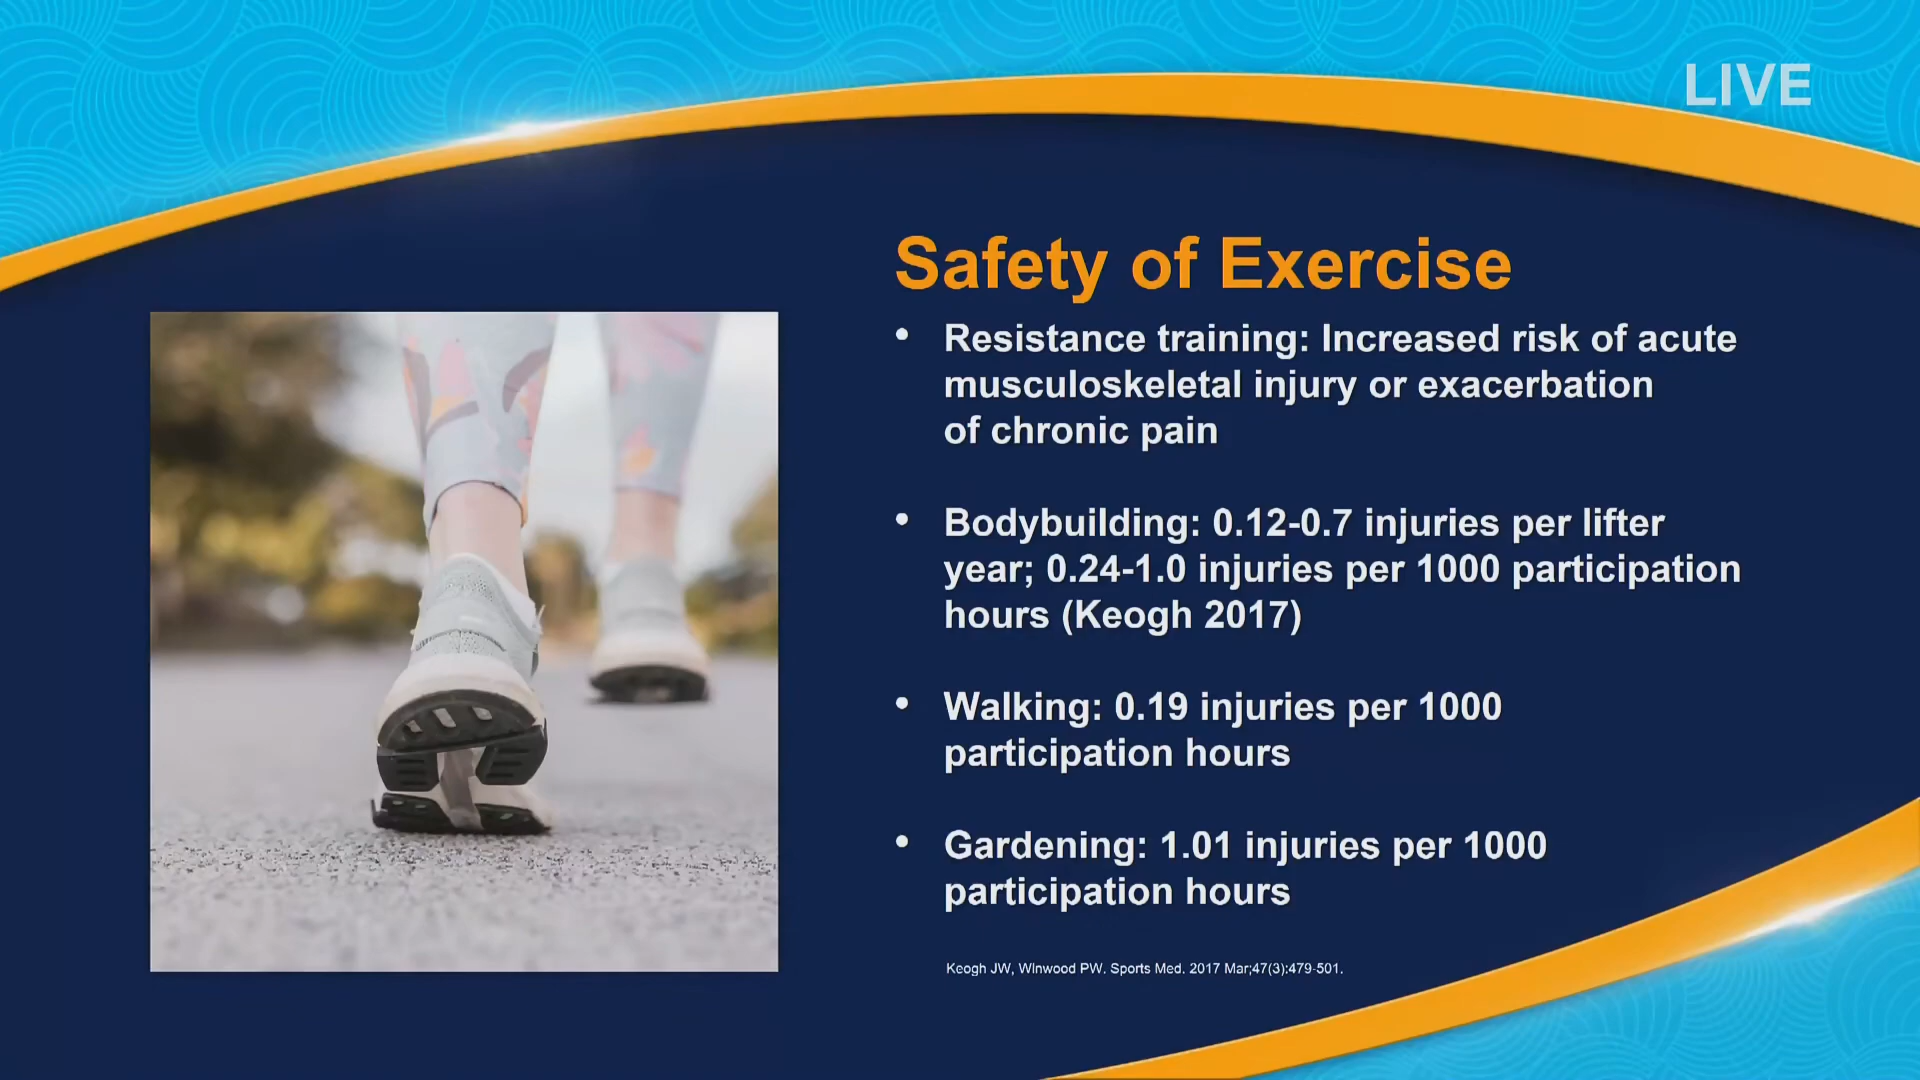 LIVE
Safety of Exercise
• Resistance training: Increased risk of acute
musculoskeletal injury or exacerbation
of chronic pain
• Bodybuilding: 0.12-0.7 injuries per lifter
year; 0.24-1.0 injuries per 1000 participation
hours (Keogh 2017)
• Walking: 0.19 injuries per 1000
participation hours
• Gardening: 1.01 injuries per 1000
participation hours
Keogh JW, Winwood PW. Sports Med. 2017 Mar;47(3):479-501.